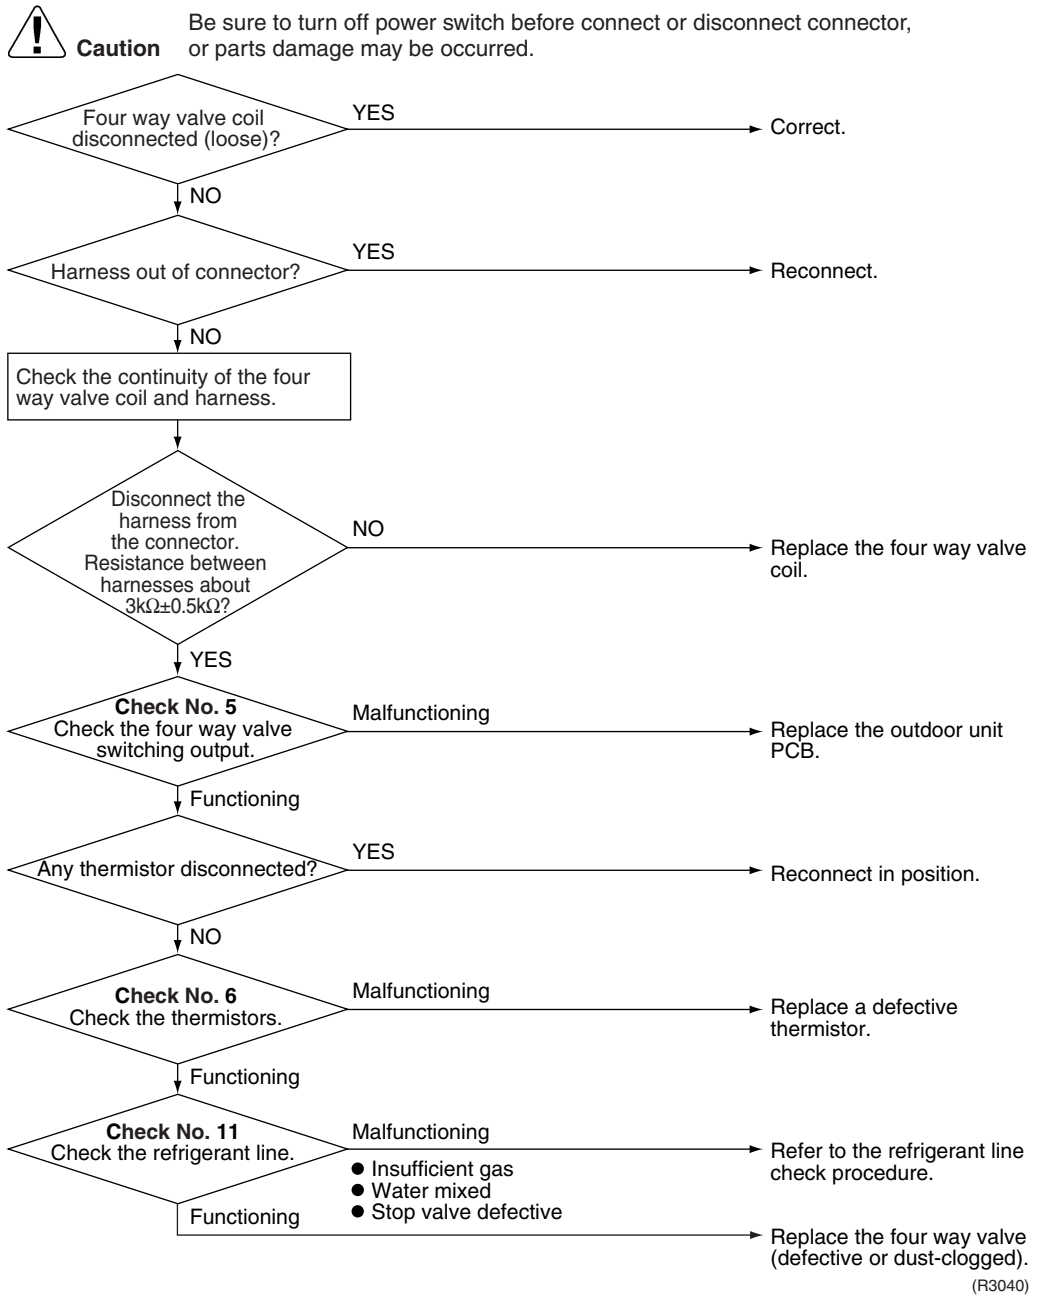 Be sure to turn off power switch before connect or disconnect connector,
Caution or parts damage may be occurred.
Four way valve coil
disconnected (loose)?
YES
Correct.
NO
Harness out of connector?
YES
Reconnect.
NO
Check the continuity of the four
way valve coil and harness.
Disconnect the
harness from
the connector.
Resistance between
harnesses about
3kΩ±0.5kΩ?
NO
Replace the four way valve
coil.
YES
Check No. 5
Check the four way valve
switching output.
Malfunctioning
Replace the outdoor unit
PCB.
Functioning
Any thermistor disconnected?
YES
Reconnect in position.
NO
Check No. 6
Check the thermistors.
Malfunctioning
Replace a defective
thermistor.
Functioning
Check No. 11
Check the refrigerant line.
Malfunctioning
● Insufficient gas
● Water mixed
● Stop valve defective
Refer to the refrigerant line
check procedure.
Functioning
Replace the four way valve
(defective or dust-clogged).
(R3040)